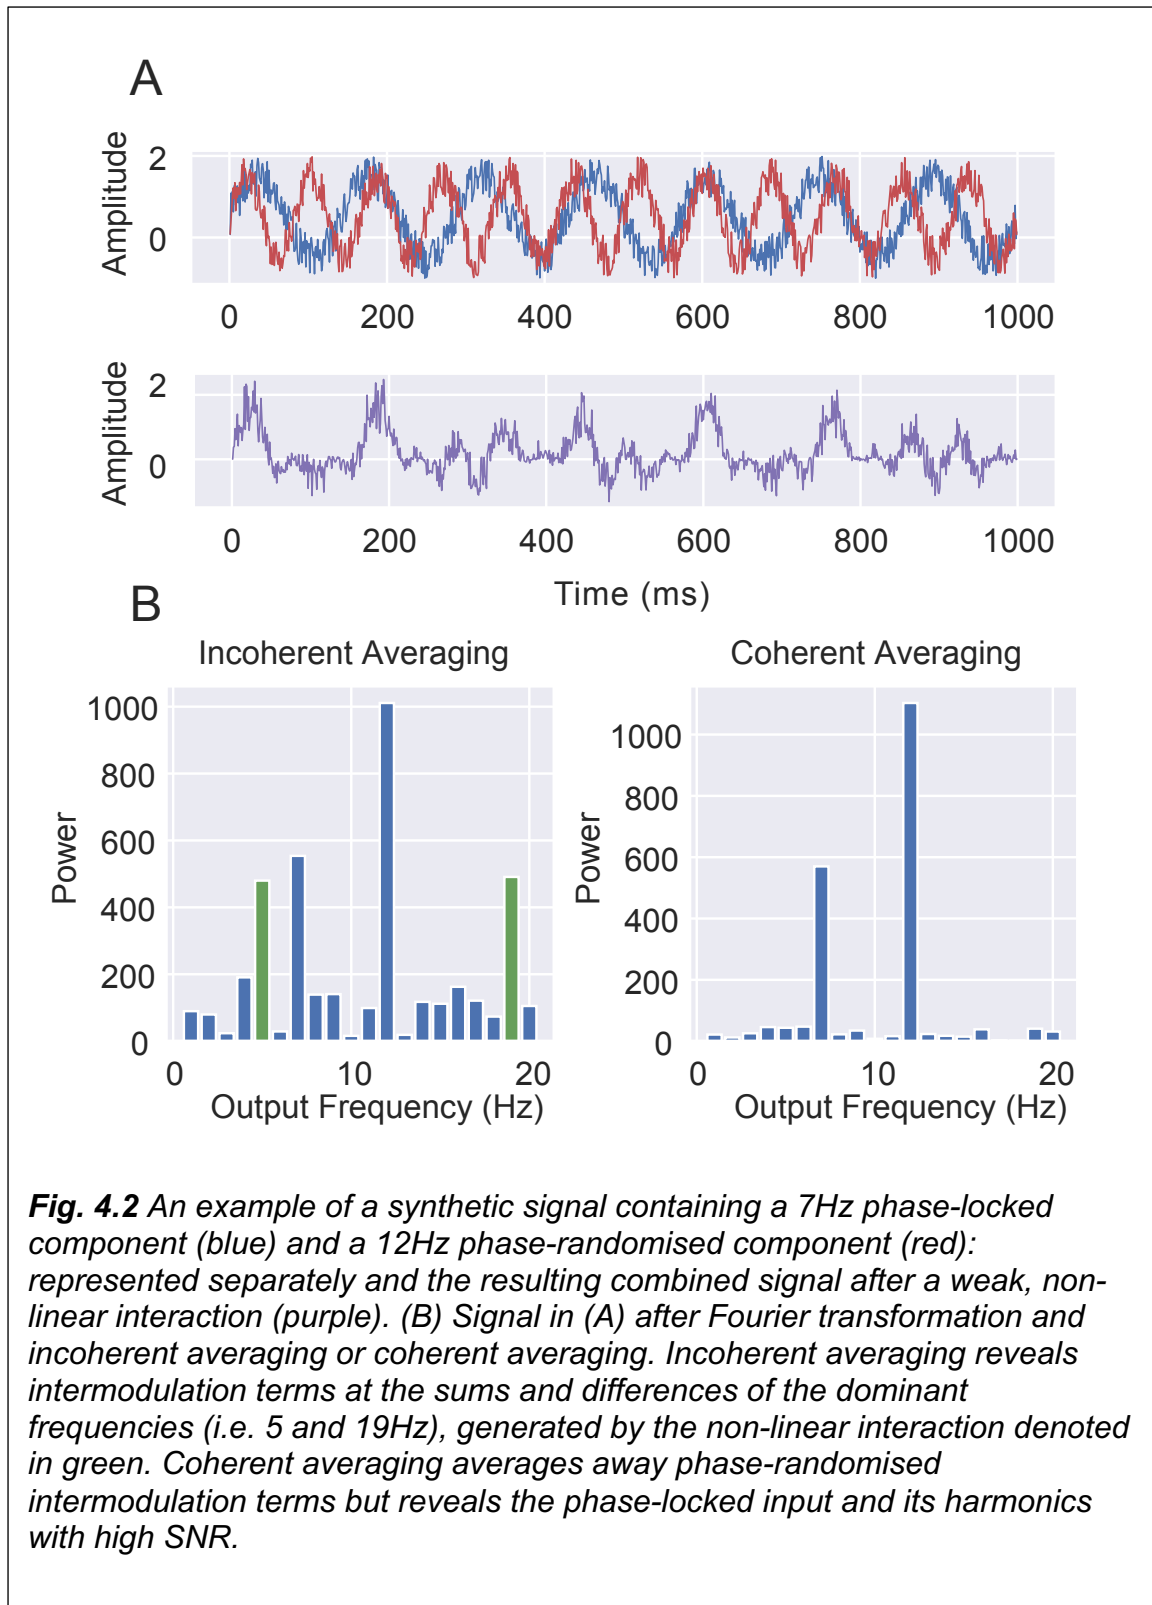 A
Amplitude
2
0
0 200 400 600 800 1000
Amplitude
2
0
0 200 400 600 800 1000
Time (ms)
B
Incoherent Averaging
Power
1000
800
600
400
200
0
0 10 20
Output Frequency (Hz)
Coherent Averaging
Power
1000
800
600
400
200
0
0 10 20
Output Frequency (Hz)
Fig. 4.2 An example of a synthetic signal containing a 7Hz phase-locked
component (blue) and a 12Hz phase-randomised component (red):
represented separately and the resulting combined signal after a weak, non-
linear interaction (purple). (B) Signal in (A) after Fourier transformation and
incoherent averaging or coherent averaging. Incoherent averaging reveals
intermodulation terms at the sums and differences of the dominant
frequencies (i.e. 5 and 19Hz), generated by the non-linear interaction denoted
in green. Coherent averaging averages away phase-randomised
intermodulation terms but reveals the phase-locked input and its harmonics
with high SNR.